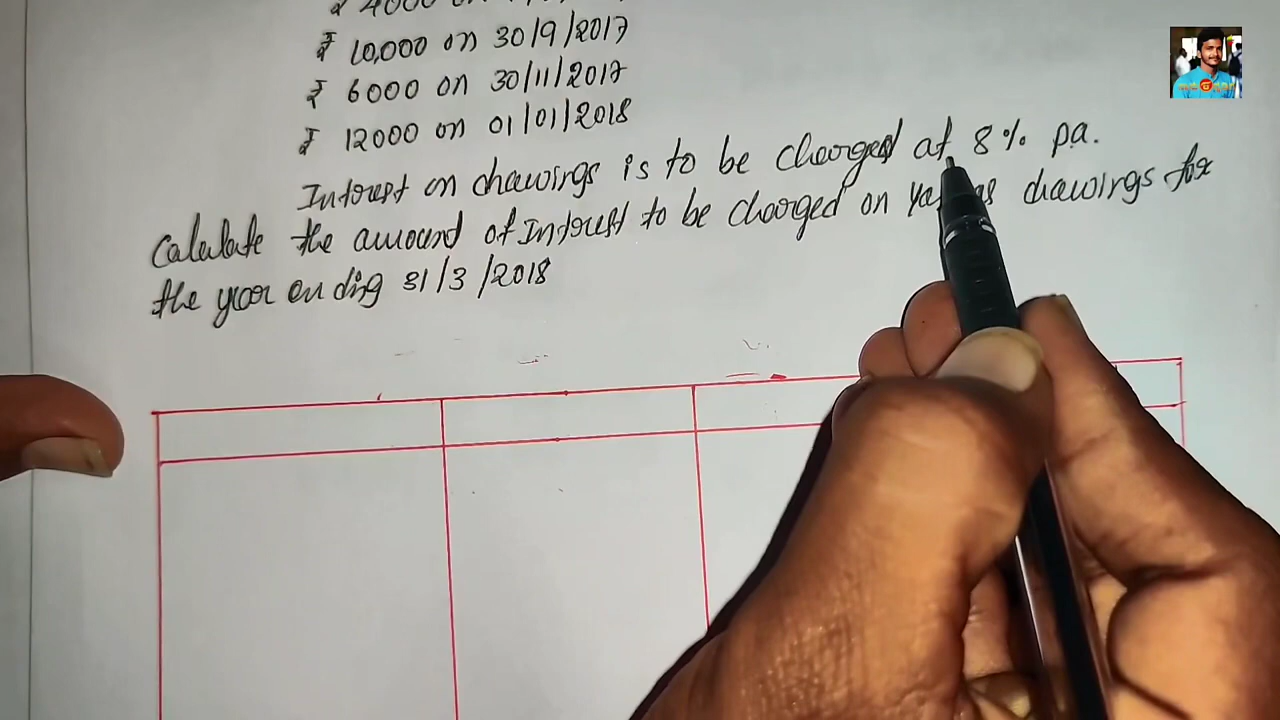 ₹ 4000 on
₹ 10,000 on 30/9/2017
₹ 6000 on 30/11/2017
₹ 12000 on 01/01/2018
Interest on drawings is to be charged at 8% pa.
Calculate the amount of Interest to be charged on drawings for
the year ending 31/3/2018